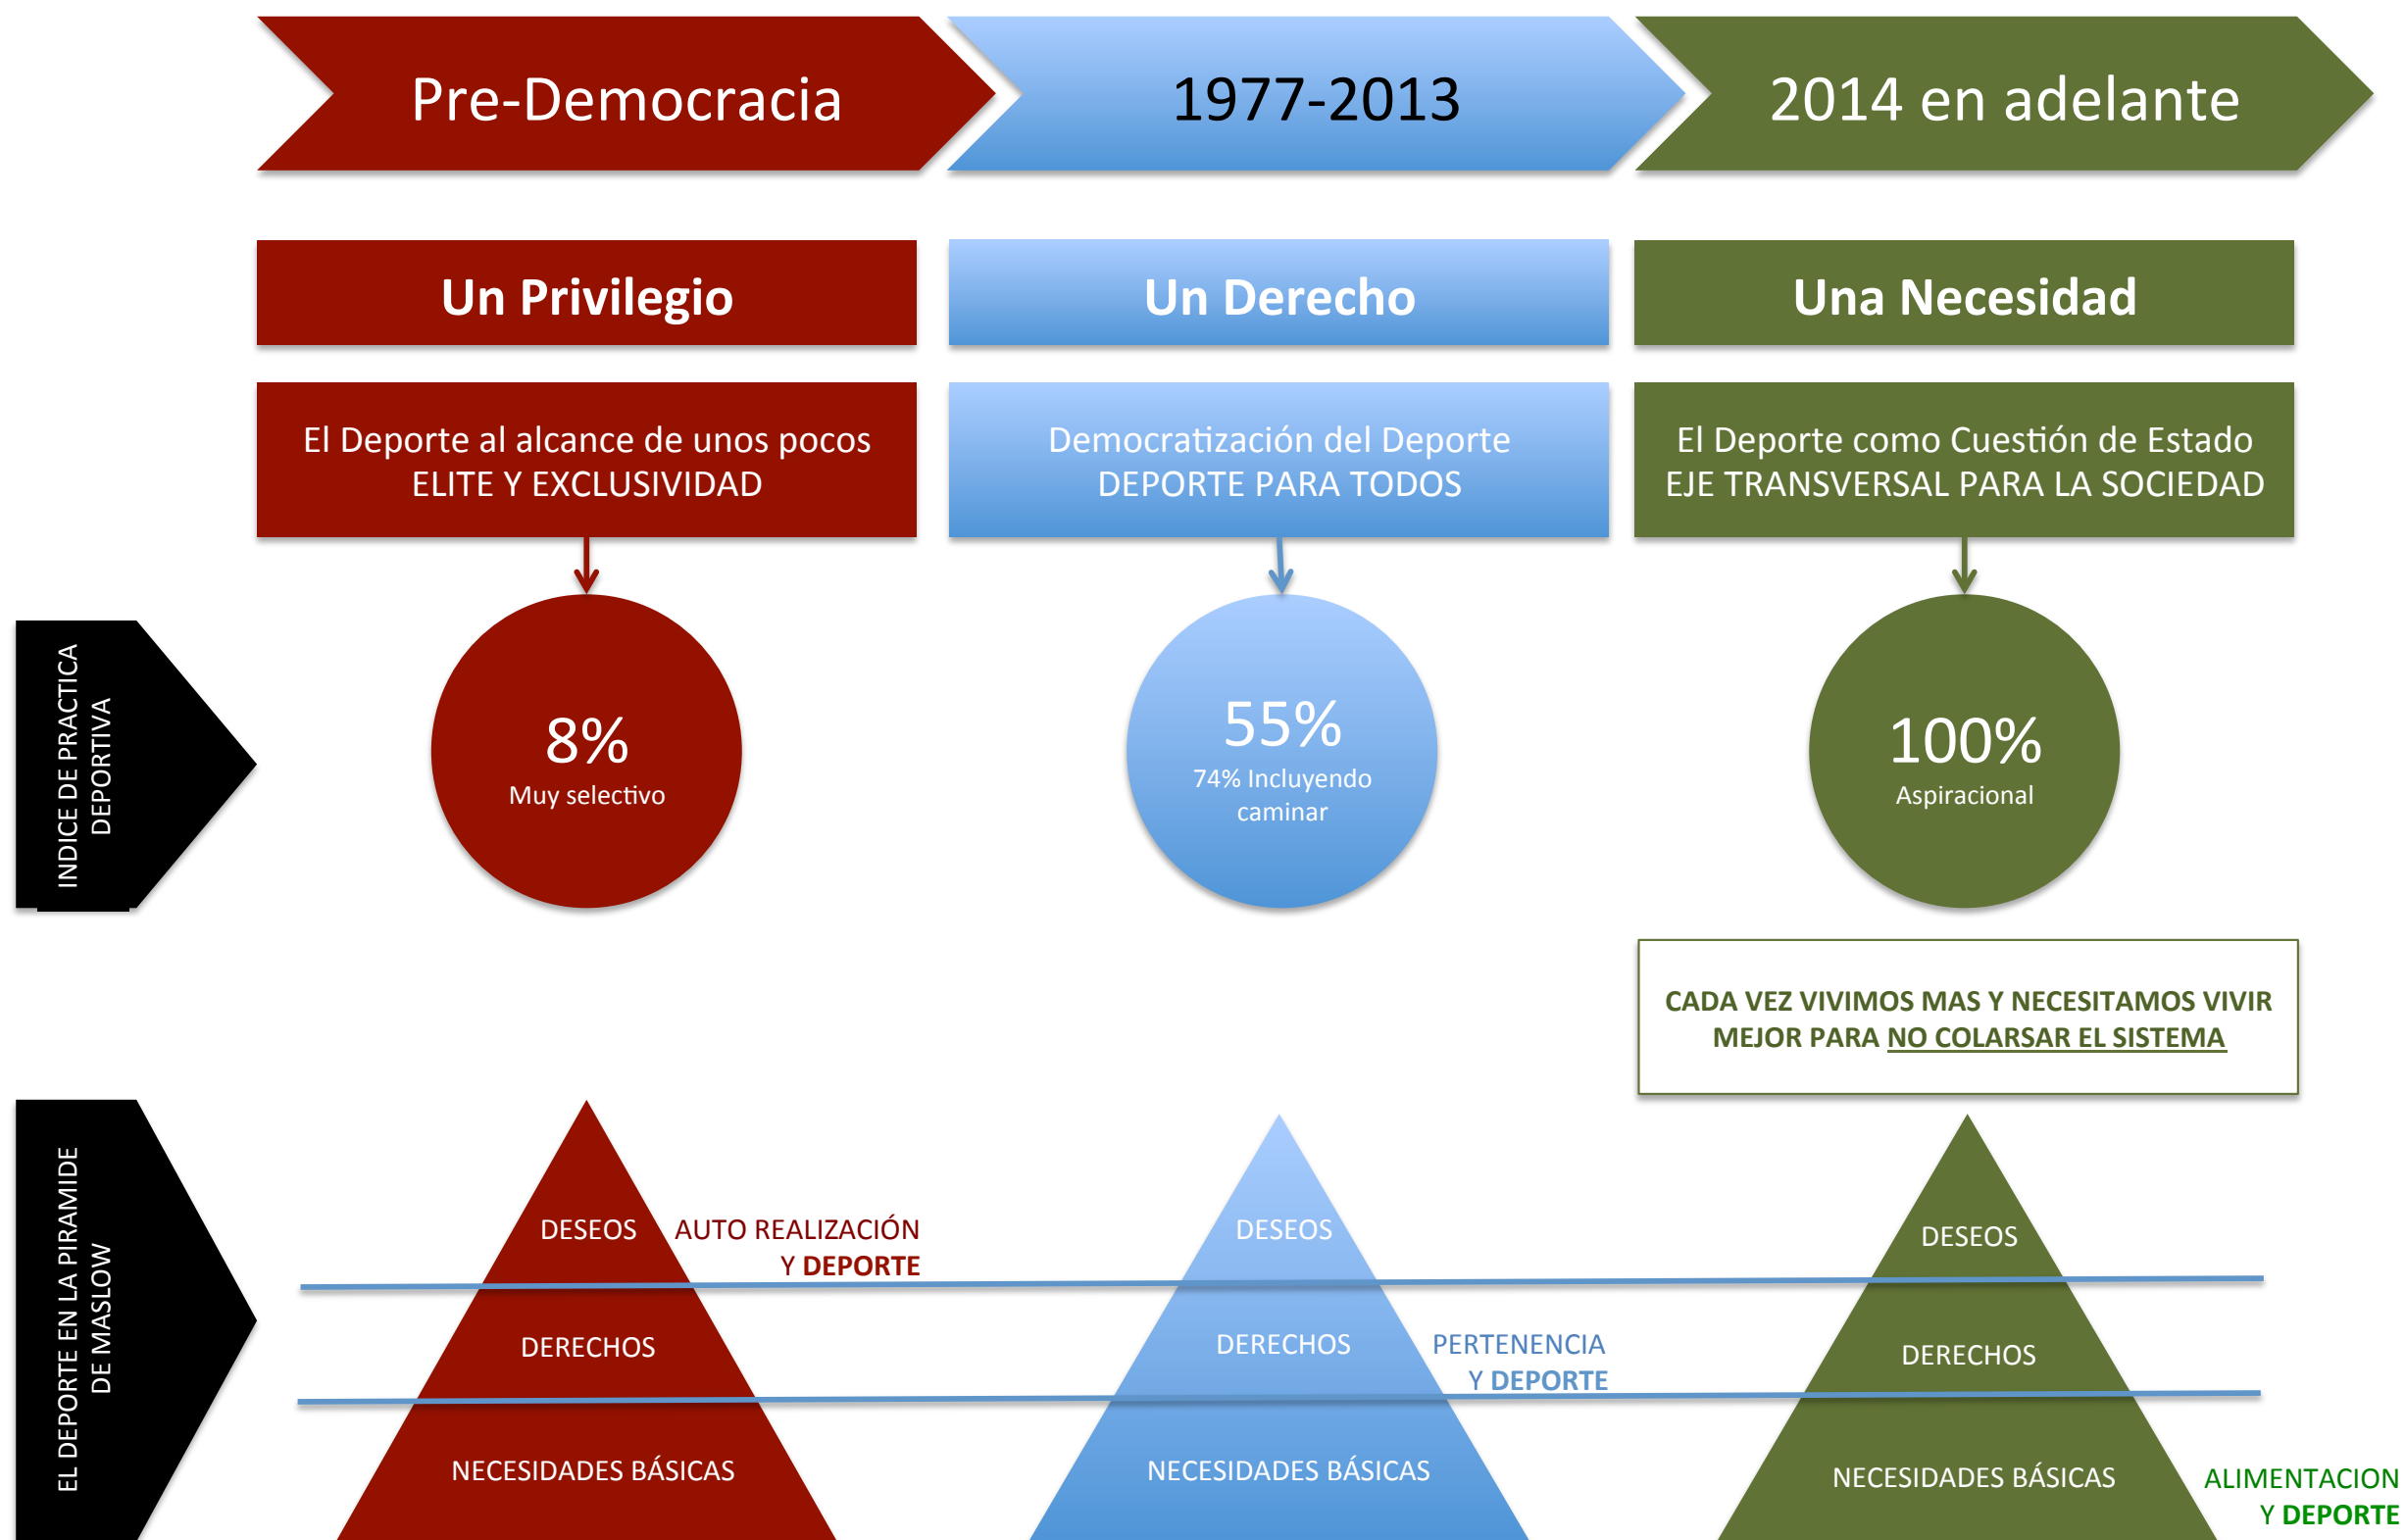 Pre-Democracia
1977-2013
2014 en adelante
Un Privilegio
Un Derecho
Una Necesidad
El Deporte al alcance de unos pocos
ELITE Y EXCLUSIVIDAD
Democratización del Deporte
DEPORTE PARA TODOS
El Deporte como Cuestión de Estado
EJE TRANSVERSAL PARA LA SOCIEDAD
INDICE DE PRACTICA
DEPORTIVA
8%
Muy selectivo
55%
74% Incluyendo
caminar
100%
Aspiracional
CADA VEZ VIVIMOS MAS Y NECESITAMOS VIVIR
MEJOR PARA NO COLARSAR EL SISTEMA
EL DEPORTE EN LA PIRAMIDE
DE MASLOW
DESEOS
AUTO REALIZACIÓN
Y DEPORTE
DERECHOS
NECESIDADES BÁSICAS
DESEOS
DERECHOS
PERTENENCIA
Y DEPORTE
NECESIDADES BÁSICAS
DESEOS
DERECHOS
NECESIDADES BÁSICAS
ALIMENTACION
Y DEPORTE